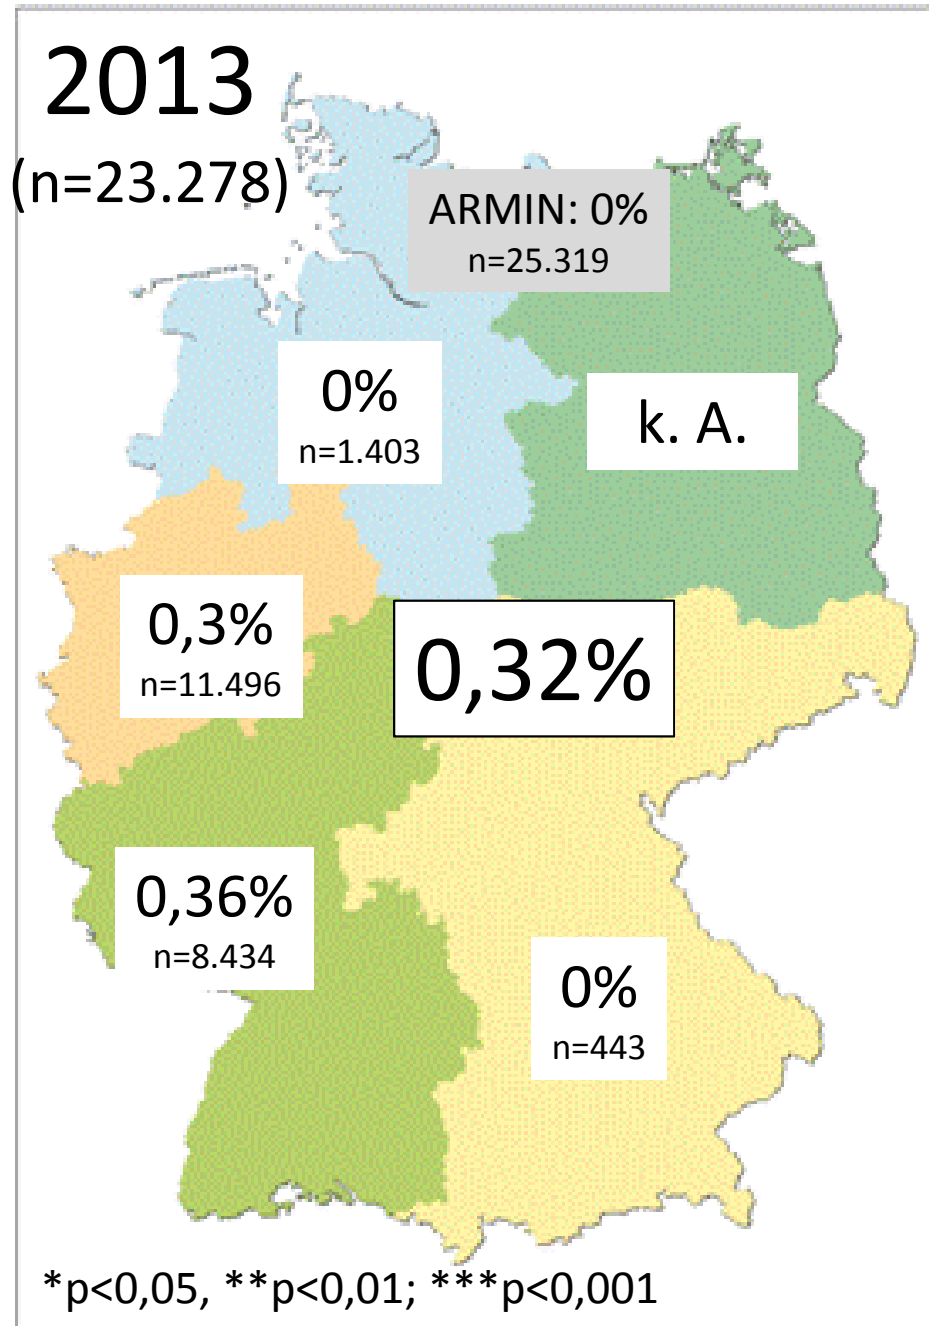 2013
(n=23.278)
ARMIN: 0%
n=25.319
0%
n=1.403
k. A.
0,3%
n=11.496
0,32%
0,36%
n=8.434
0%
n=443
*p<0,05, **p<0,01; ***p<0,001